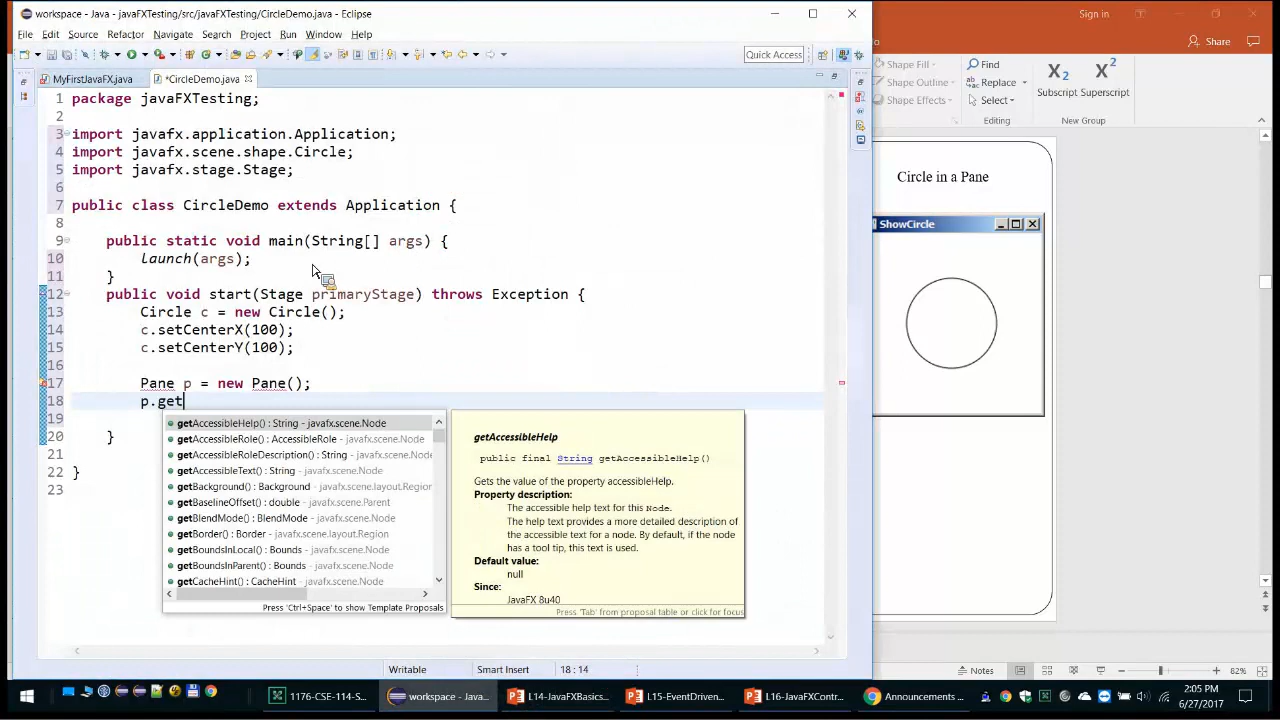 workspace - javaFXTesting/src/javaFXTesting/CircleDemo.java - Eclipse
Sign in
File Edit Source Refactor Navigate Search Project Run Window Help
Share
Quick Access
MyFirstJavaFX.java *CircleDemo.java
Shape Fill
Shape Outline
Shape Effects
Find
Replace
Select
Editing
X₂ X²
Subscript Superscript
New Group
1 package javaFXTesting;
2
3 import javafx.application.Application;
4 import javafx.scene.shape.Circle;
5 import javafx.stage.Stage;
6
7 public class CircleDemo extends Application {
8
9 public static void main(String[] args) {
10 launch(args);
11 }
12 public void start(Stage primaryStage) throws Exception {
13 Circle c = new Circle();
14 c.setCenterX(100);
15 c.setCenterY(100);
16
17 Pane p = new Pane();
18 p.get
19
20 }
21
22 }
23
getAccessibleHelp() : String - javafx.scene.Node
getAccessibleRole() : AccessibleRole - javafx.scene.Node
getAccessibleRoleDescription() : String - javafx.scene.
getAccessibleText() : String - javafx.scene.Node
getBackground() : Background - javafx.scene.layout.Region
getBaselineOffset() : double - javafx.scene.Parent
getBlendMode() : BlendMode - javafx.scene.Node
getBorder() : Border - javafx.scene.layout.Region
getBoundsInLocal() : Bounds - javafx.scene.Node
getBoundsInParent() : Bounds - javafx.scene.Node
getCacheHint() : CacheHint - javafx.scene.Node
Press 'Ctrl+Space' to show Template Proposals
getAccessibleHelp
public final String getAccessibleHelp()
Gets the value of the property accessibleHelp.
Property description:
The accessible help text for this Node.
The help text provides a more detailed description of
the accessible text for a node. By default, if the node
has a tool tip, this text is used.
Default value:
null
Since:
JavaFX 8u40
Press 'Tab' from proposal table or click for focus
Circle in a Pane
ShowCircle
Writable Smart Insert 18 : 14
Notes 82%
1176-CSE-114-S... workspace - Java... L14-JavaFXBasics... L15-EventDriven... L16-JavaFXContr... Announcements ...
2:05 PM
6/27/2017